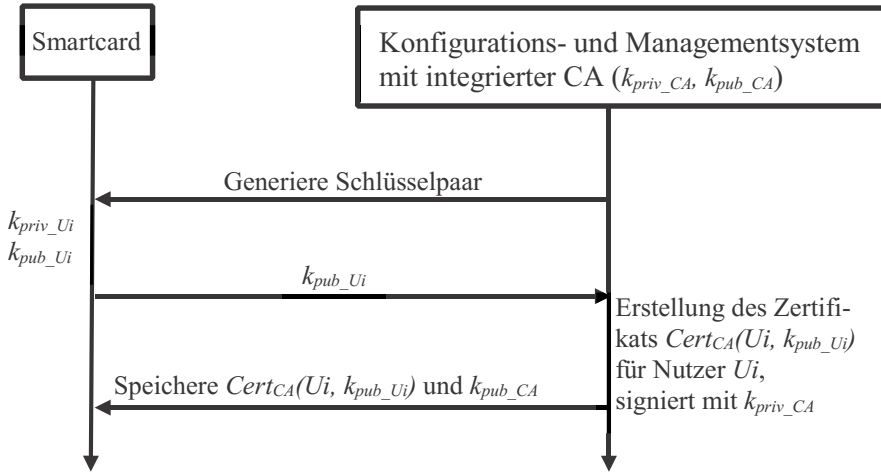 Smartcard
Konfigurations- und Managementsystem
mit integrierter CA (k_priv_CA, k_pub_CA)
Generiere Schlüsselpaar
k_priv_Ui
k_pub_Ui
k_pub_Ui
Erstellung des Zertifi-
kats Cert_CA(Ui, k_pub_Ui)
für Nutzer Ui,
signiert mit k_priv_CA
Speichere Cert_CA(Ui, k_pub_Ui) und k_pub_CA